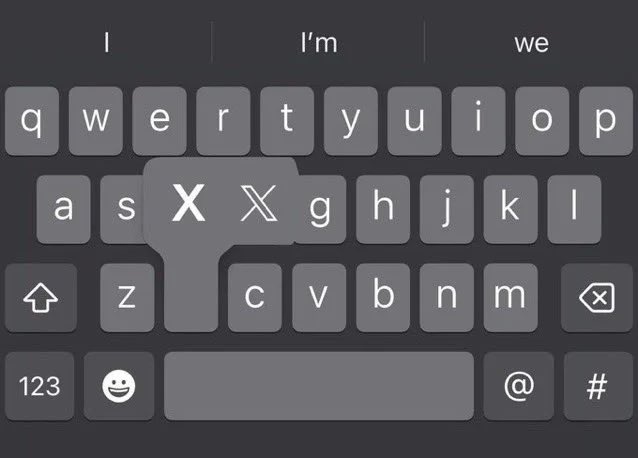 I I'm we
q w e r t y u i o p
a s X 𝕏 g h j k l
z c v b n m
123 @ #